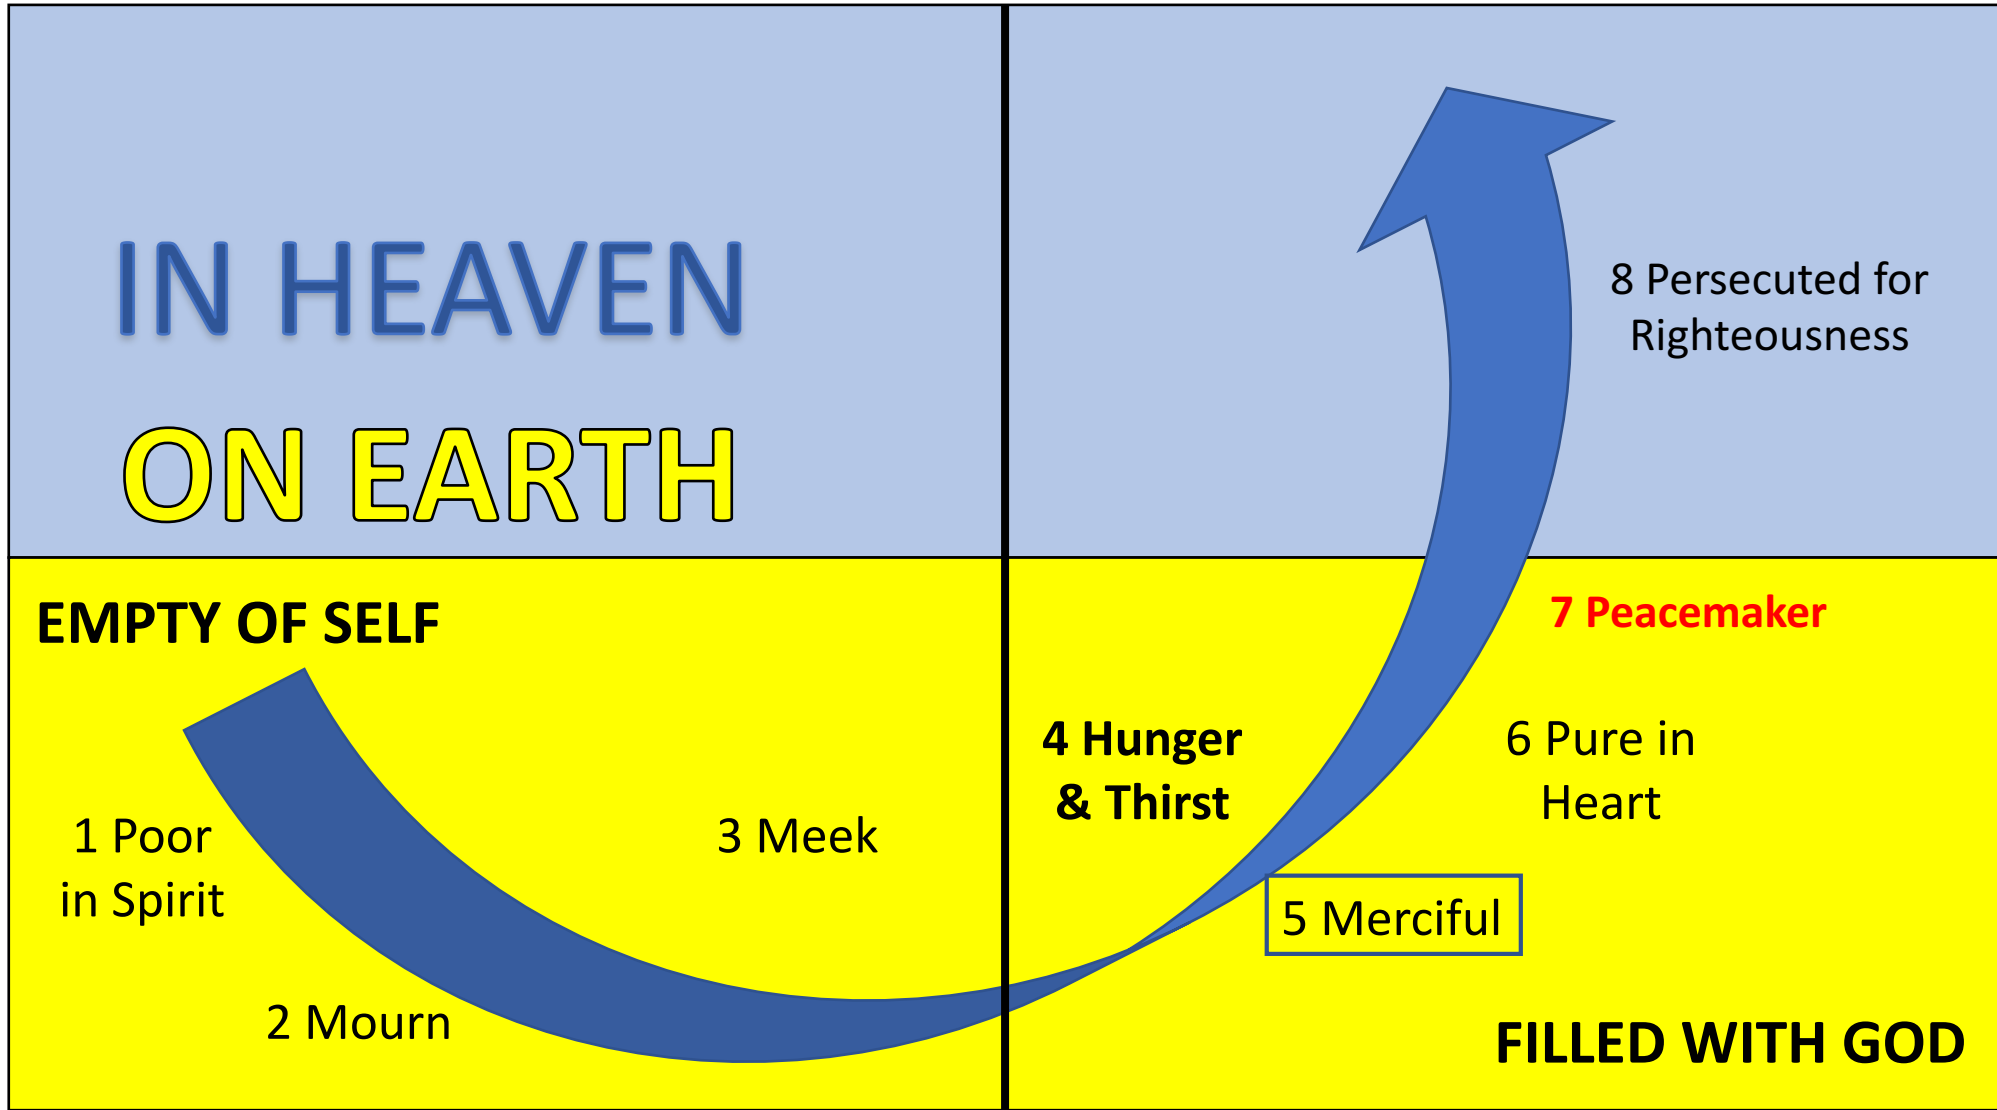 IN HEAVEN
ON EARTH
8 Persecuted for
Righteousness
EMPTY OF SELF
1 Poor
in Spirit
2 Mourn
3 Meek
4 Hunger
& Thirst
5 Merciful
6 Pure in
Heart
7 Peacemaker
FILLED WITH GOD